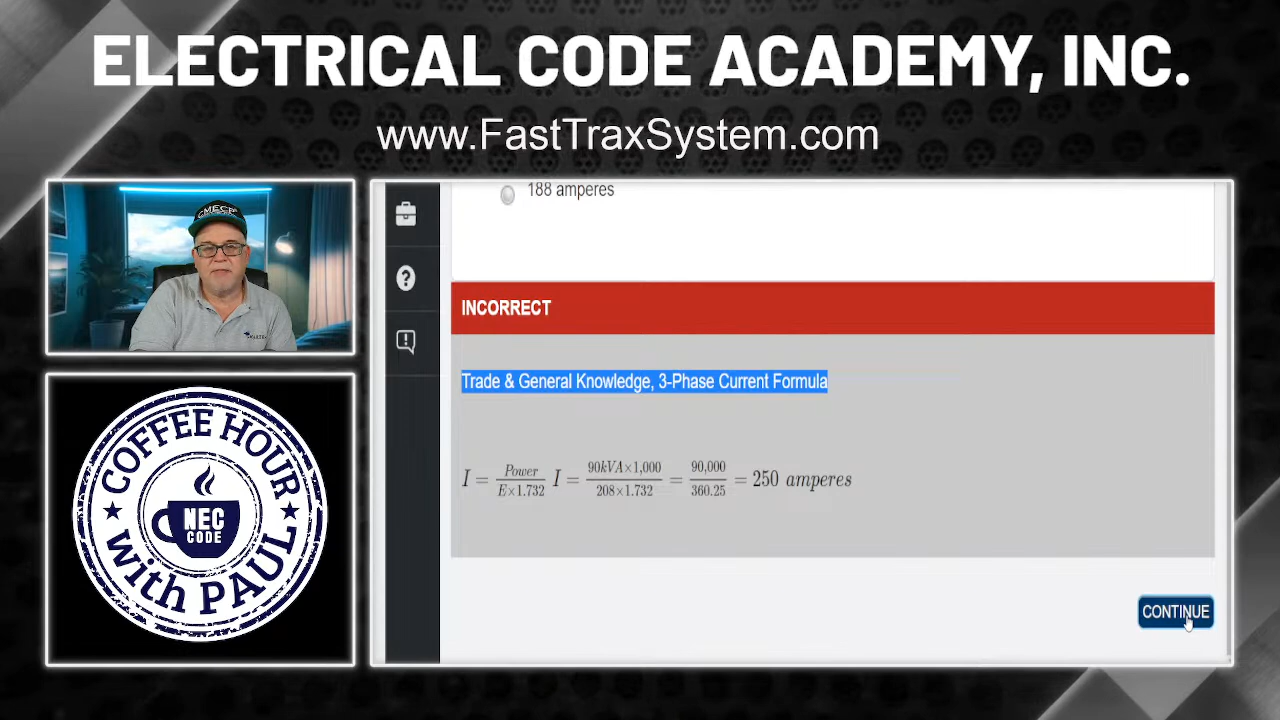 ELECTRICAL CODE ACADEMY, INC.
www.FastTraxSystem.com
GMECP
188 amperes
INCORRECT
Trade & General Knowledge, 3-Phase Current Formula
I = Power / E×1.732 I = 90kVA×1,000 / 208×1.732 = 90,000 / 360.25 = 250 amperes
CONTINUE
COFFEE HOUR
NEC
CODE
with PAUL